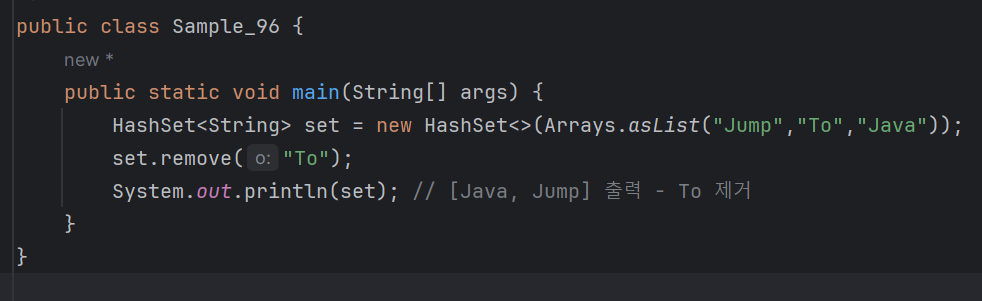 public class Sample_96 {
new *
public static void main(String[] args) {
HashSet<String> set = new HashSet<>(Arrays.asList("Jump","To","Java"));
set.remove( o: "To");
System.out.println(set); // [Java, Jump] 출력 - To 제거
}
}